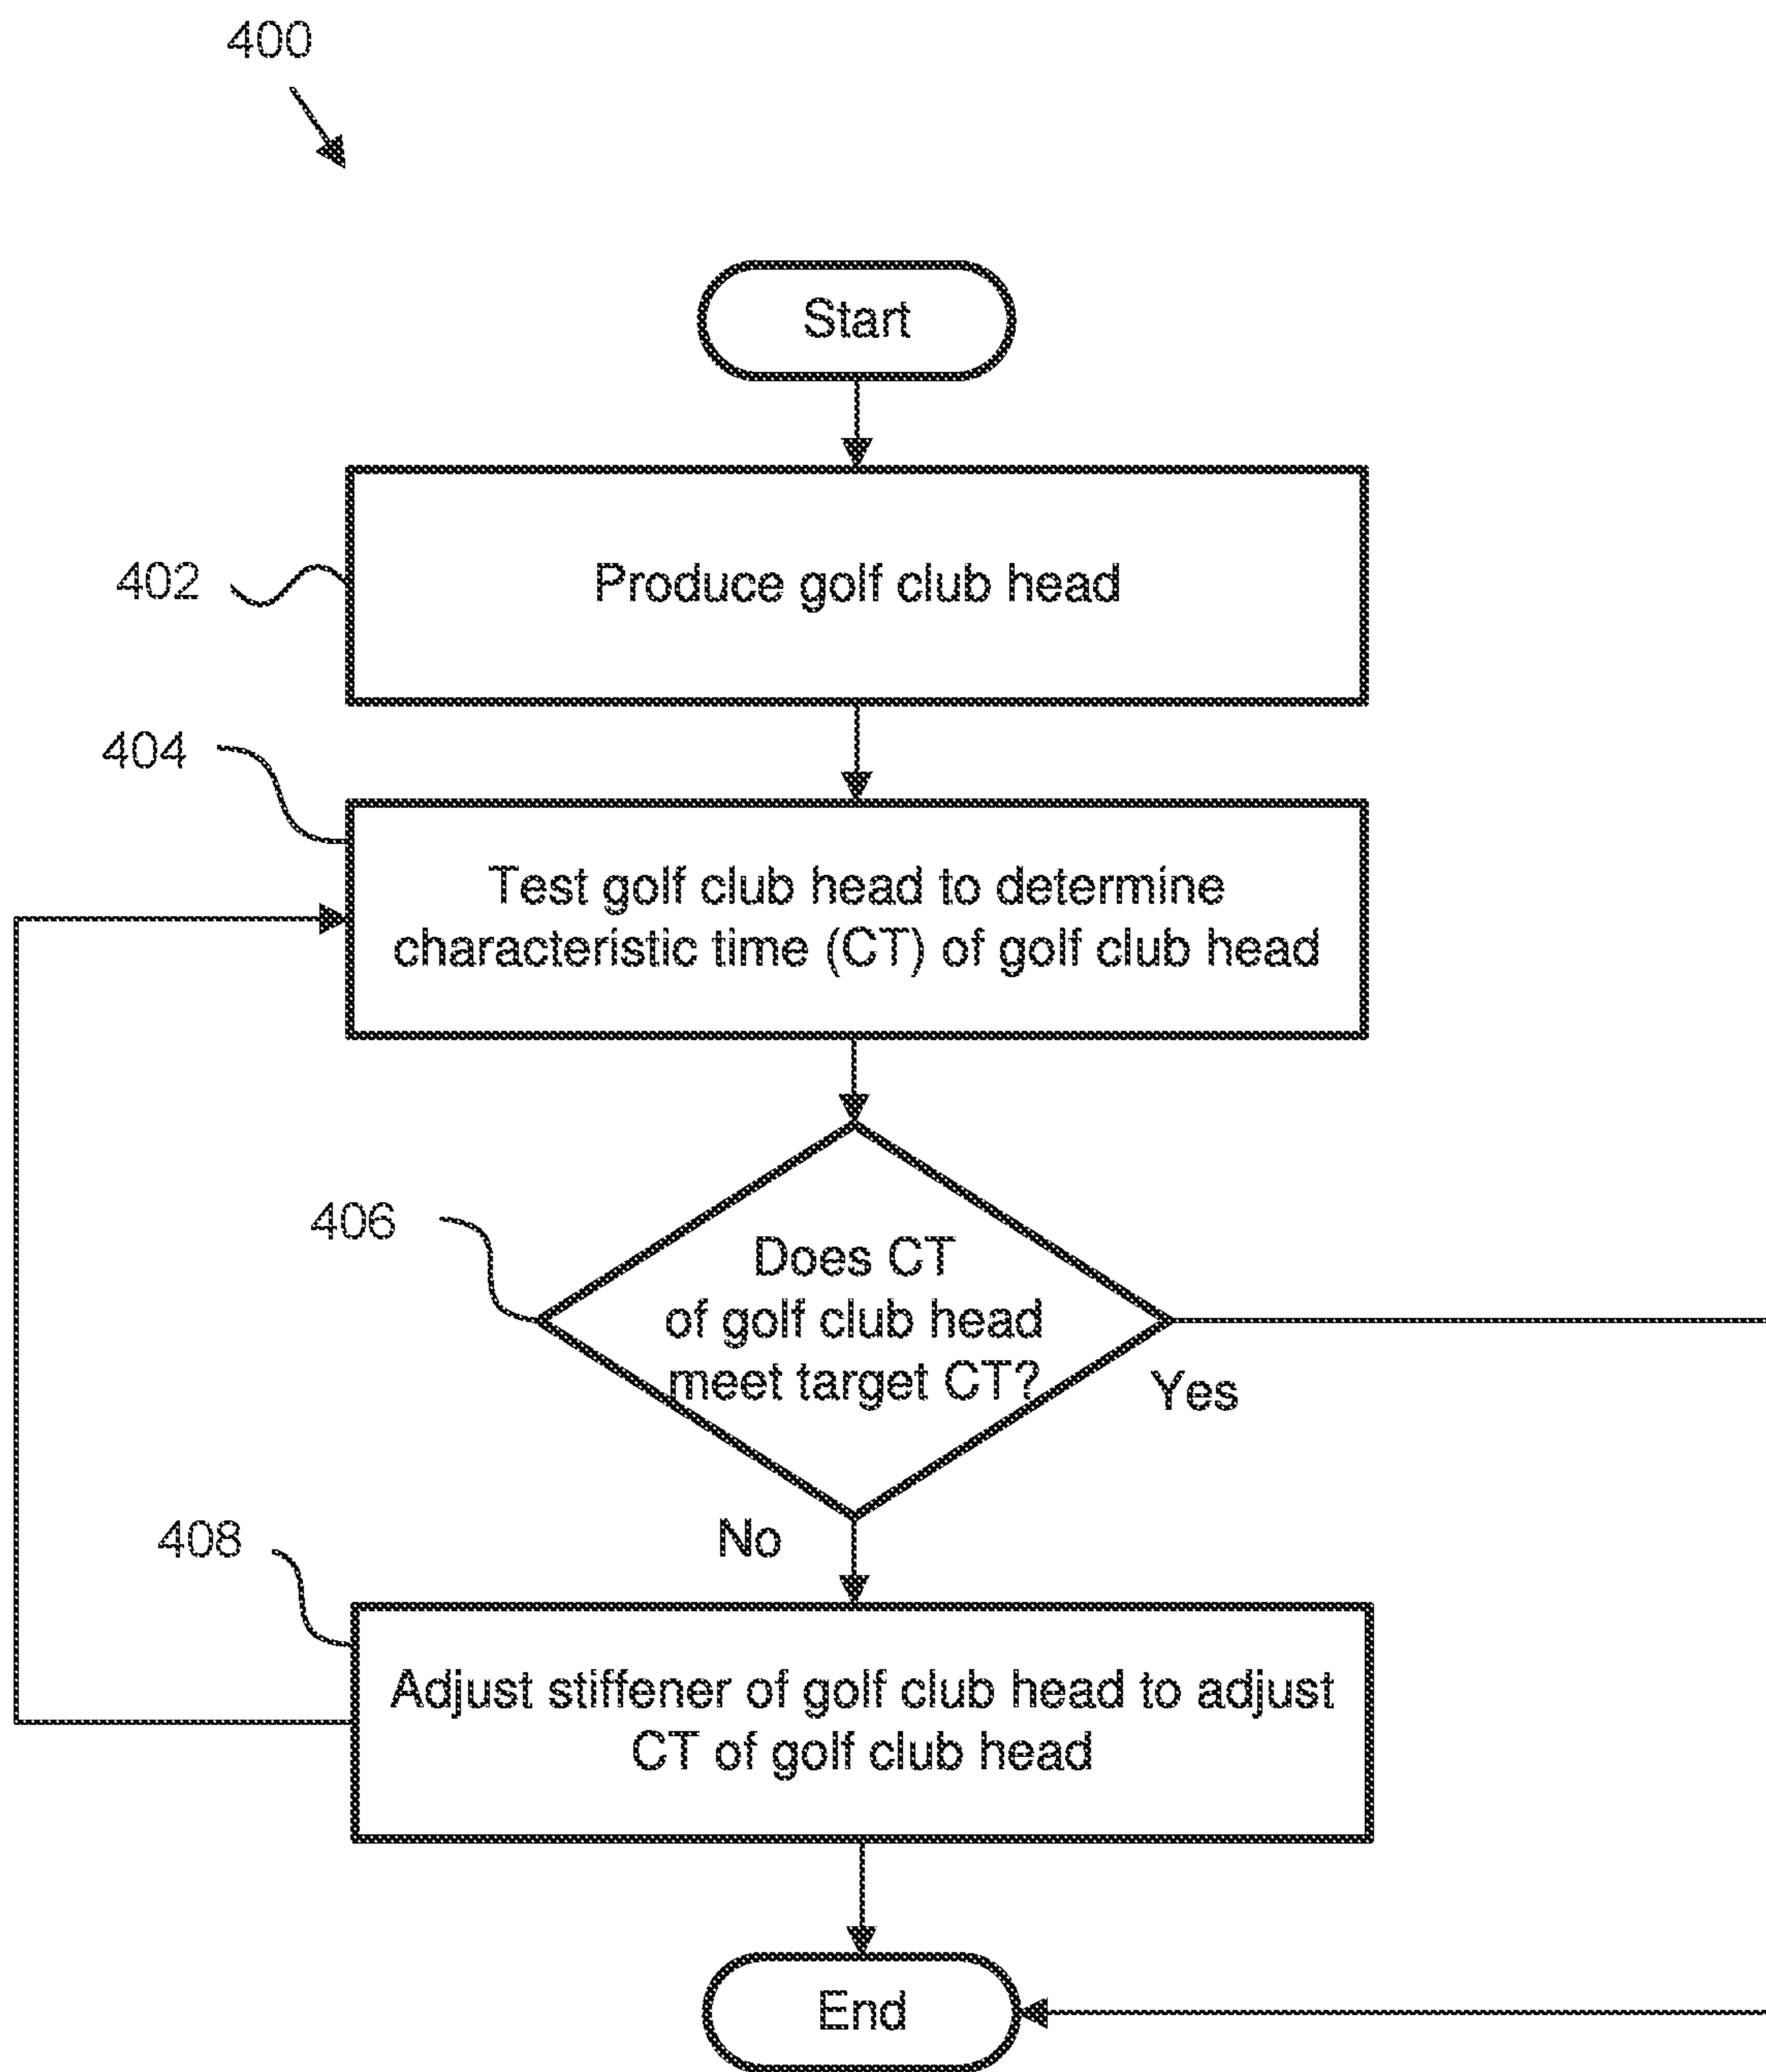 400
Start
402
Produce golf club head
404
Test golf club head to determine
characteristic time (CT) of golf club head
406
Does CT
of golf club head
meet target CT?
Yes
No
408
Adjust stiffener of golf club head to adjust
CT of golf club head
End